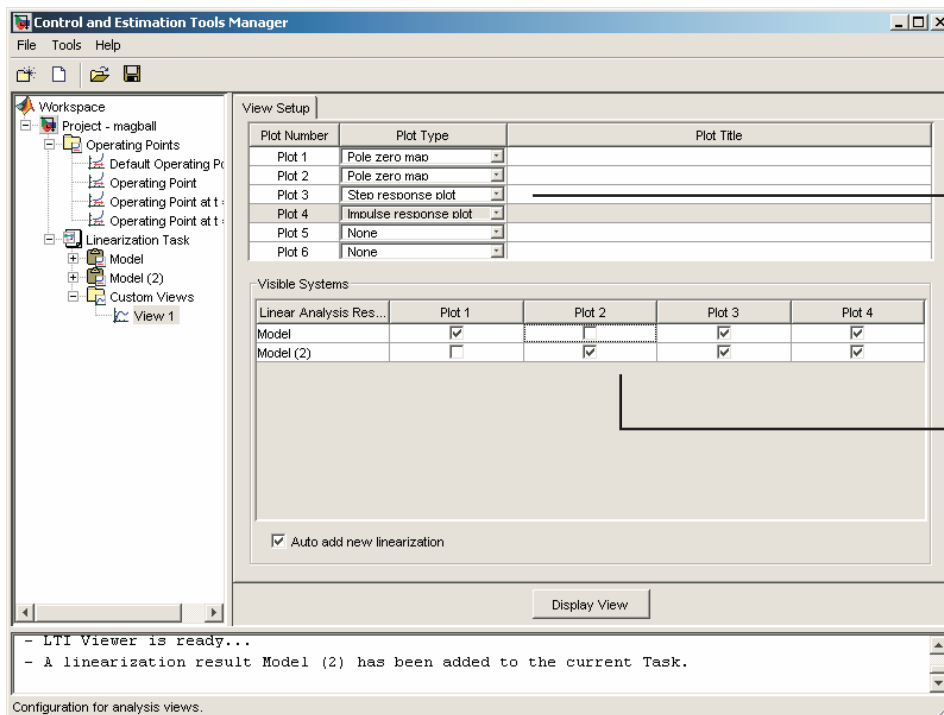 Control and Estimation Tools Manager
File Tools Help
Workspace
Project - magball
Operating Points
Default Operating Po
Operating Point
Operating Point at t =
Operating Point at t :
Linearization Task
Model
Model (2)
Custom Views
View 1
View Setup
Plot Number Plot Type Plot Title
Plot 1 Pole zero map
Plot 2 Pole zero map
Plot 3 Step response plot
Plot 4 Impulse response plot
Plot 5 None
Plot 6 None
Visible Systems
Linear Analysis Res... Plot 1 Plot 2 Plot 3 Plot 4
Model
Model (2)
Auto add new linearization
Display View
- LTI Viewer is ready...
- A linearization result Model (2) has been added to the current Task.
Configuration for analysis views.